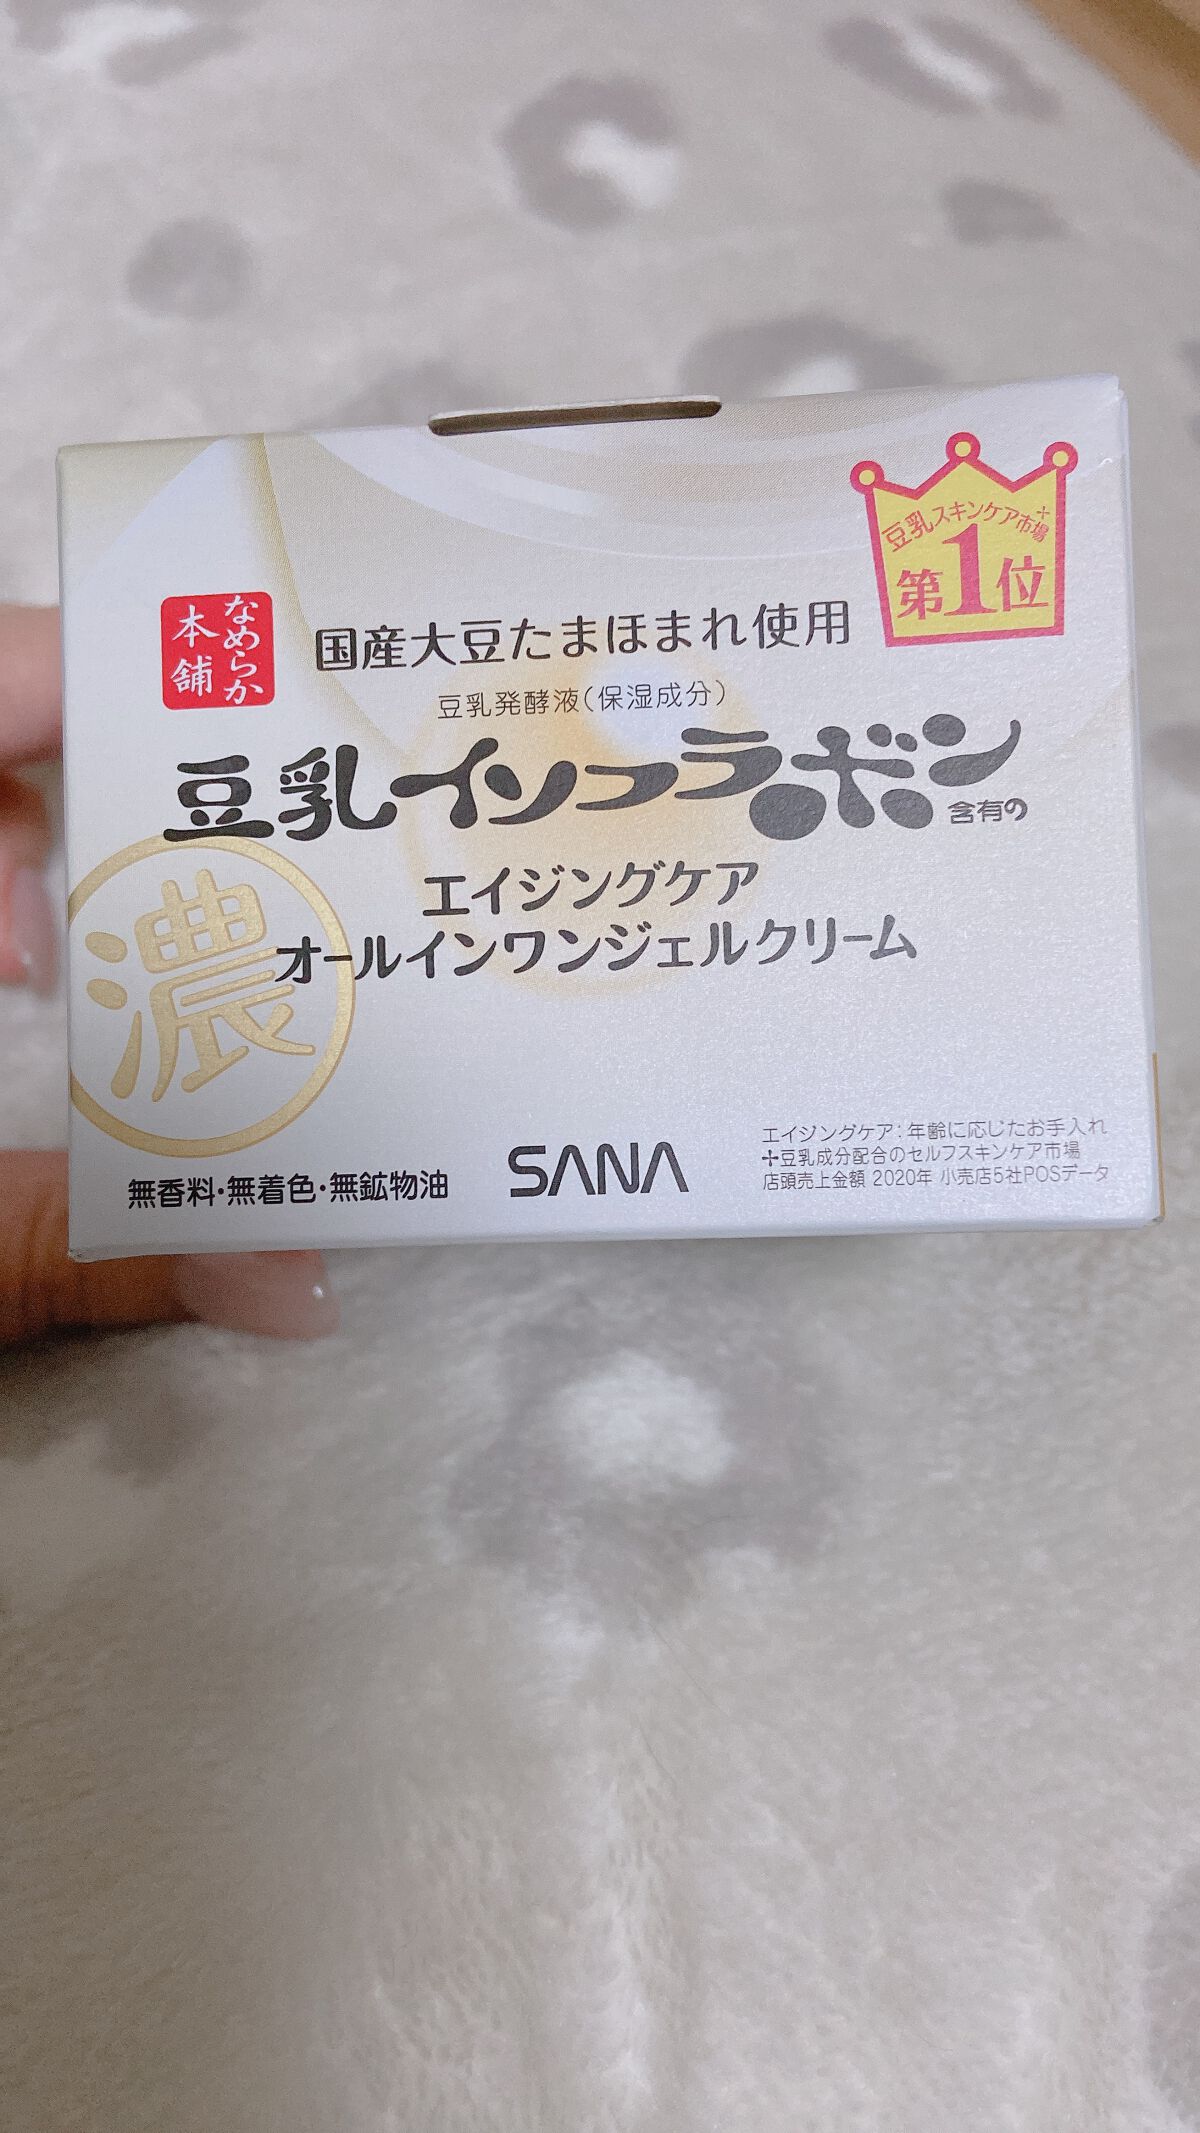 豆乳スキンケア市場✛
第1位
なめらか
本舗
国産大豆たまほまれ使用
豆乳発酵液(保湿成分)
豆乳イソフラボン含有の
エイジングケア
オールインワンジェルクリーム
濃
無香料・無着色・無鉱物油
SANA
エイジングケア:年齢に応じたお手入れ
✛豆乳成分配合のセルフスキンケア市場
店頭売上金額 2020年 小売店5社POSデータ